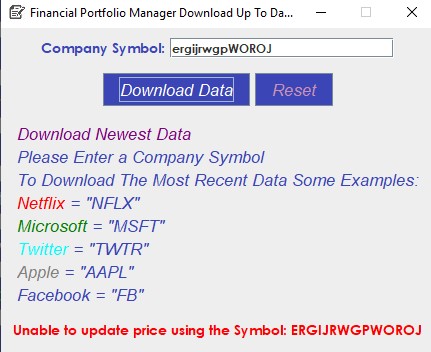 Financial Portfolio Manager Download Up To Da...
Company Symbol: ergijrwgpWOROJ
Download Data Reset
Download Newest Data
Please Enter a Company Symbol
To Download The Most Recent Data Some Examples:
Netflix = "NFLX"
Microsoft = "MSFT"
Twitter = "TWTR"
Apple = "AAPL"
Facebook = "FB"
Unable to update price using the Symbol: ERGIJRWGPWOROJ